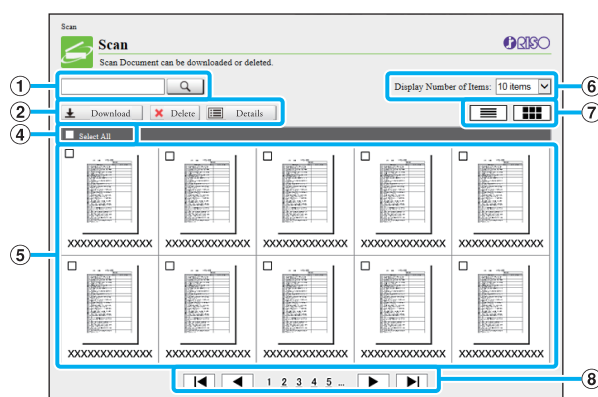 Scan
Scan
RISO
Scan Document can be downloaded or deleted.
1
Display Number of Items: 10 items
6
2
Download
Delete
Details
7
4
Select All
5
XXXXXXXXXXXXX XXXXXXXXXXXXX XXXXXXXXXXXXX XXXXXXXXXXXXX XXXXXXXXXXXXX
XXXXXXXXXXXXX XXXXXXXXXXXXX XXXXXXXXXXXXX XXXXXXXXXXXXX XXXXXXXXXXXXX
1 2 3 4 5 ...
8